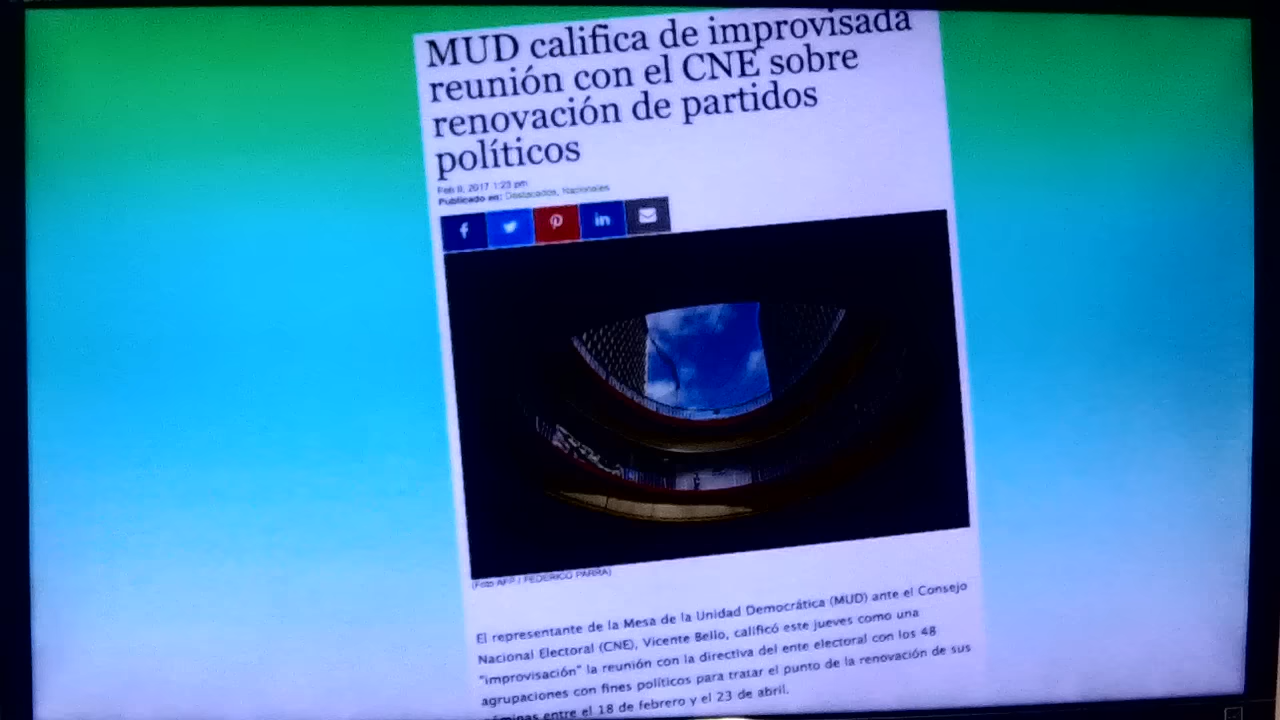 MUD califica de improvisada
reunión con el CNE sobre
renovación de partidos
políticos
Feb 9, 2017 1:23 pm
Publicado en: Destacados, Nacionales
(Foto AFP / FEDERICO PARRA)
El representante de la Mesa de la Unidad Democrática (MUD) ante el Consejo
Nacional Electoral (CNE), Vicente Bello, calificó este jueves como una
"improvisación" la reunión con la directiva del ente electoral con los 48
agrupaciones con fines políticos para tratar el punto de la renovación de sus
entre el 18 de febrero y el 23 de abril.